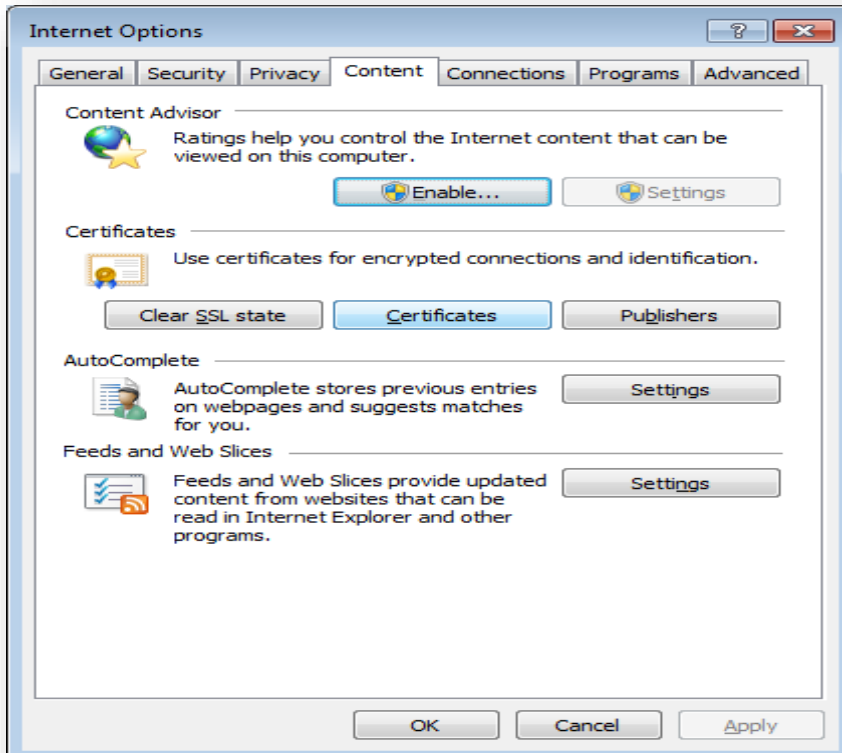 Internet Options
General Security Privacy Content Connections Programs Advanced
Content Advisor
Ratings help you control the Internet content that can be
viewed on this computer.
Enable... Settings
Certificates
Use certificates for encrypted connections and identification.
Clear SSL state Certificates Publishers
AutoComplete
AutoComplete stores previous entries
on webpages and suggests matches
for you.
Settings
Feeds and Web Slices
Feeds and Web Slices provide updated
content from websites that can be
read in Internet Explorer and other
programs.
Settings
OK Cancel Apply